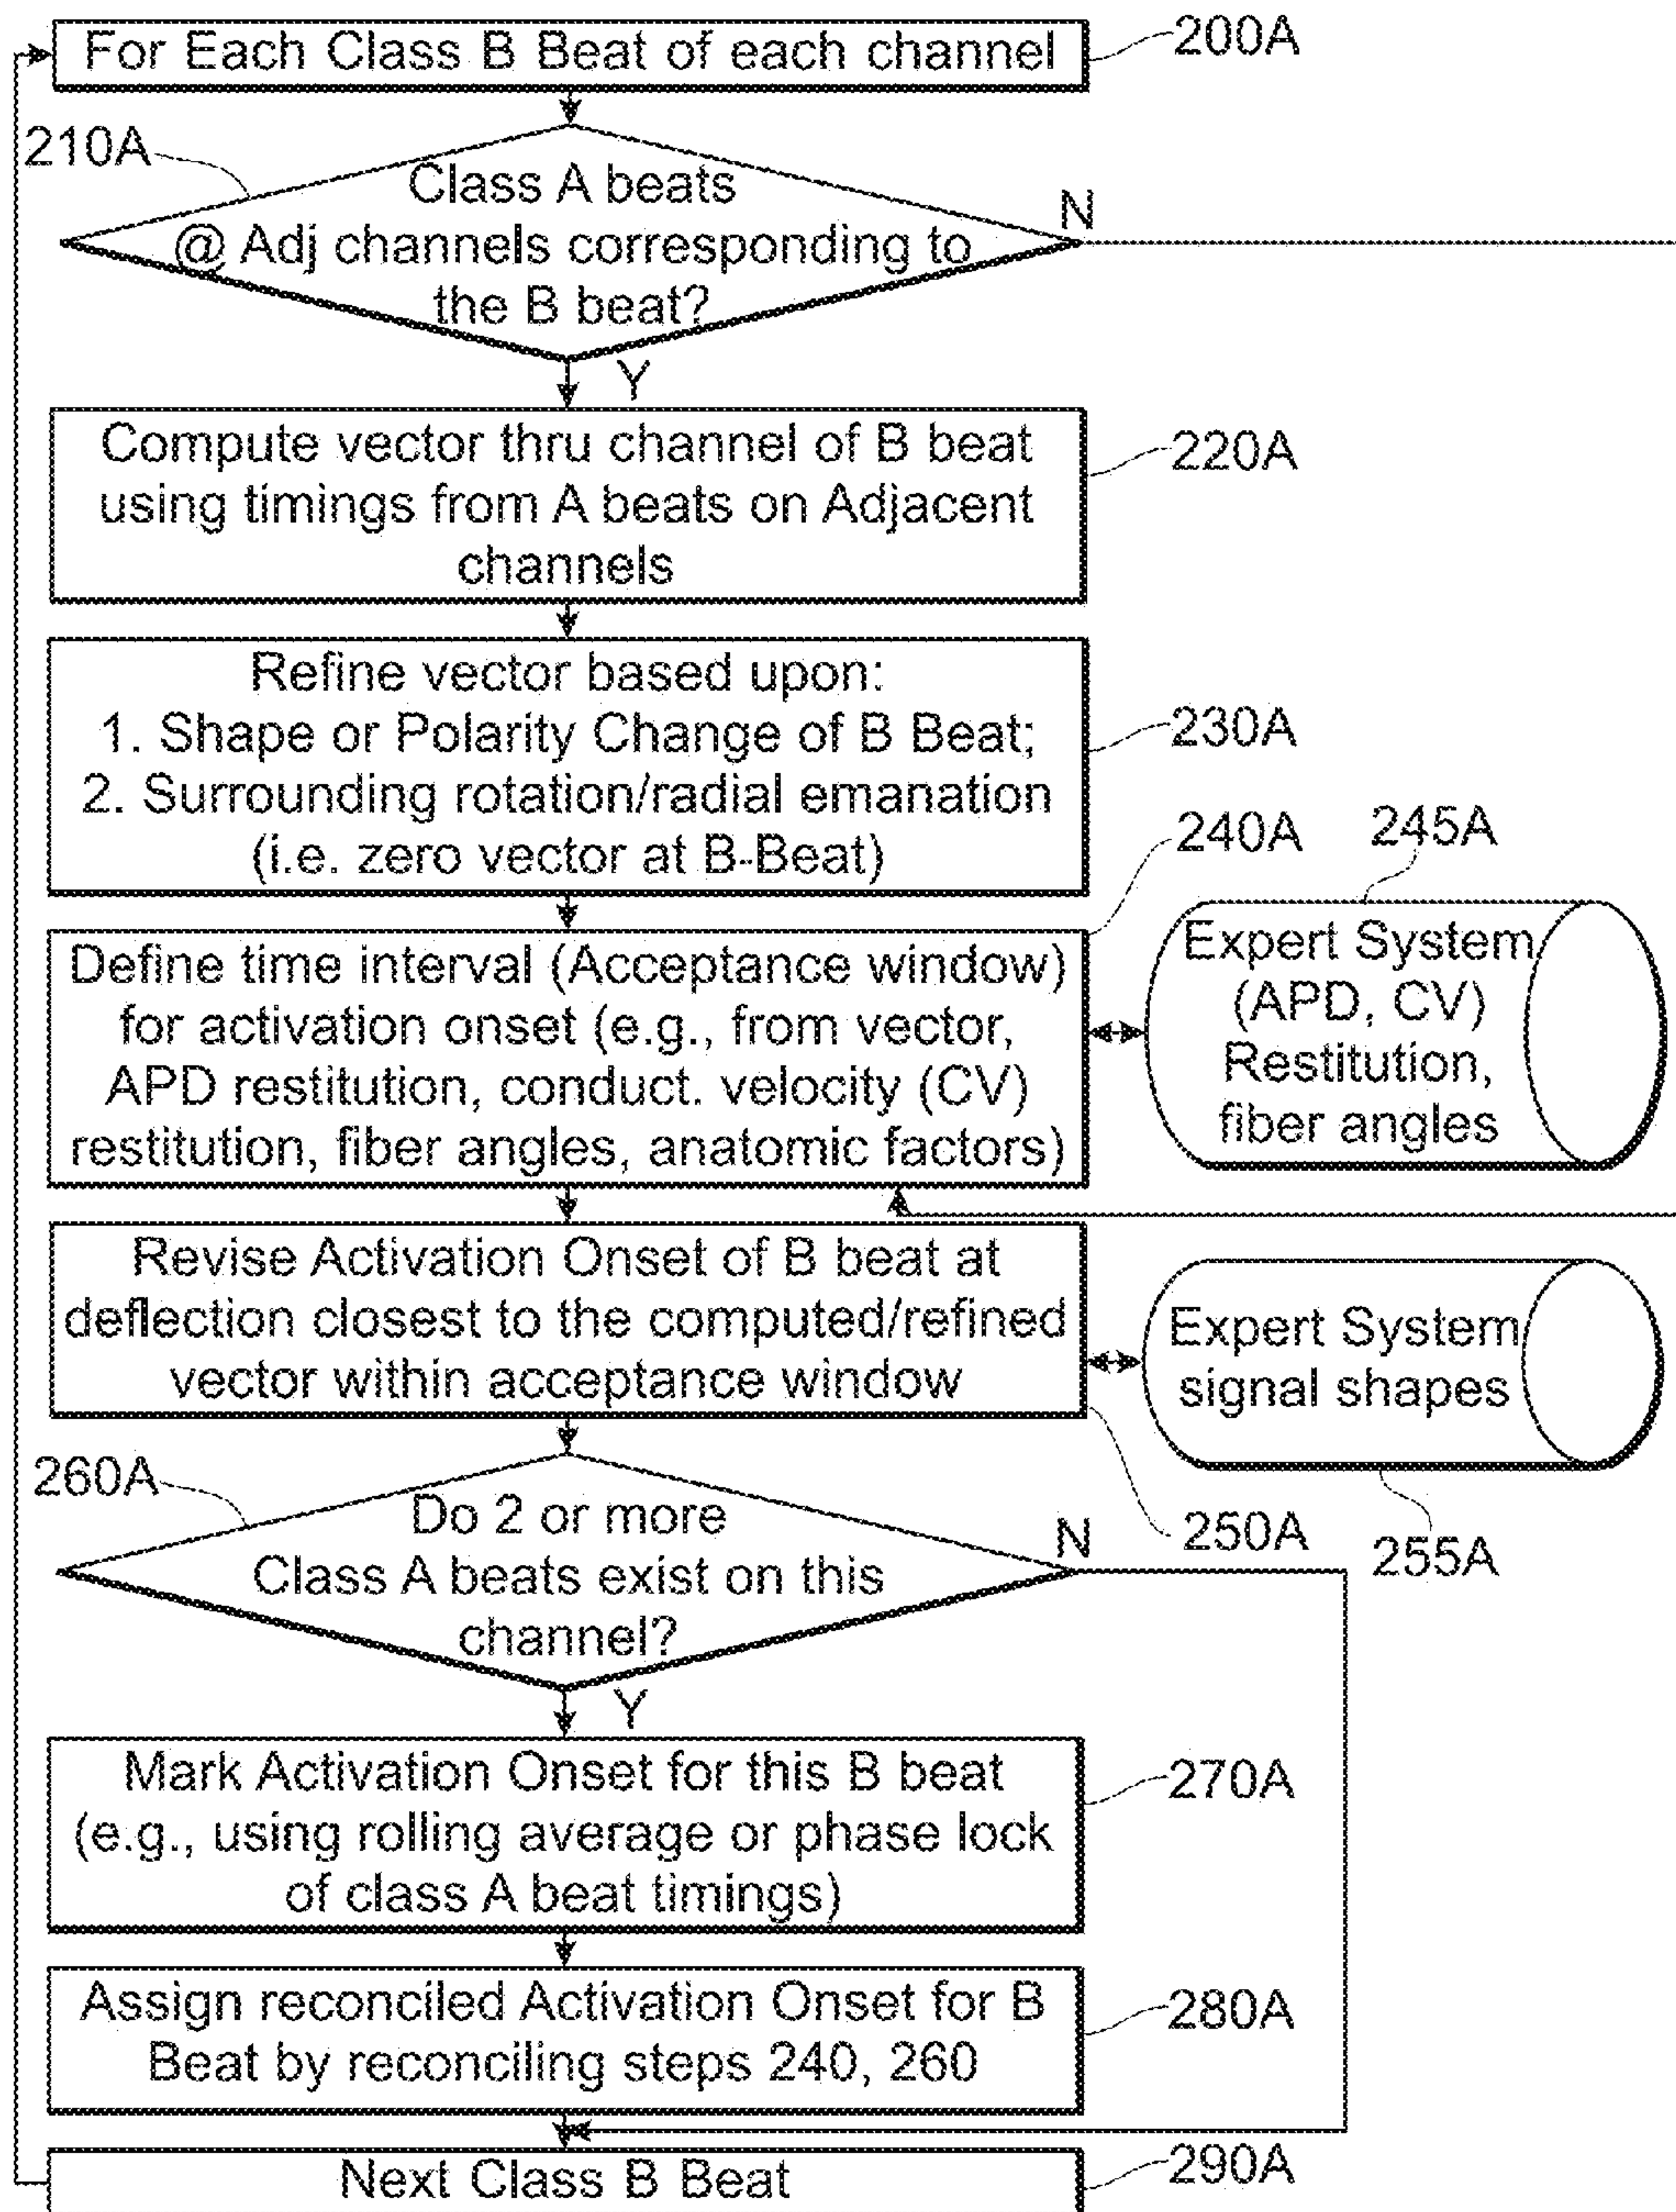 For Each Class B Beat of each channel
200A
210A
Class A beats
@ Adj channels corresponding to
the B beat?
N
Y
Compute vector thru channel of B beat
using timings from A beats on Adjacent
channels
220A
Refine vector based upon:
1. Shape or Polarity Change of B Beat;
2. Surrounding rotation/radial emanation
(i.e. zero vector at B-Beat)
230A
240A
245A
Define time interval (Acceptance window)
for activation onset (e.g., from vector,
APD restitution, conduct. velocity (CV)
restitution, fiber angles, anatomic factors)
Expert System
(APD, CV)
Restitution,
fiber angles
Revise Activation Onset of B beat at
deflection closest to the computed/refined
vector within acceptance window
Expert System
signal shapes
250A
255A
260A
Do 2 or more
Class A beats exist on this
channel?
N
Y
Mark Activation Onset for this B beat
(e.g., using rolling average or phase lock
of class A beat timings)
270A
Assign reconciled Activation Onset for B
Beat by reconciling steps 240, 260
280A
Next Class B Beat
290A